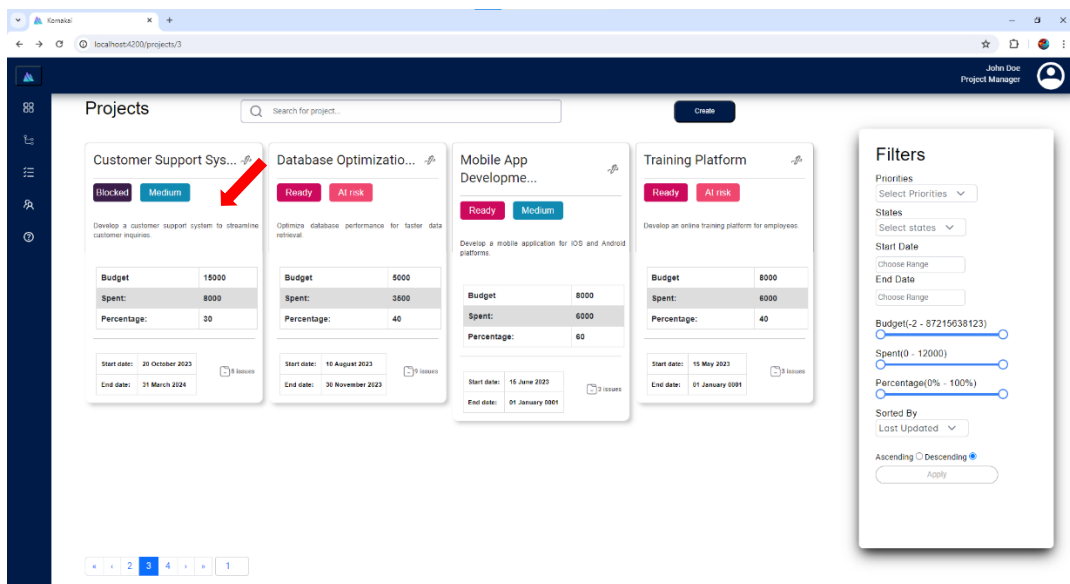 Komakai
localhost:4200/projects/3
John Doe
Project Manager
Projects
Search for project...
Create
Customer Support Sys...
Blocked Medium
Develop a customer support system to streamline
customer inquiries.
Budget 15000
Spent: 8000
Percentage: 30
Start date: 20 October 2023
End date: 31 March 2024
8 issues
Database Optimizatio...
Ready At risk
Optimize database performance for faster data
retrieval.
Budget 5000
Spent: 3500
Percentage: 40
Start date: 10 August 2023
End date: 30 November 2023
9 issues
Mobile App
Developme...
Ready Medium
Develop a mobile application for iOS and Android
platforms.
Budget 8000
Spent: 6000
Percentage: 60
Start date: 15 June 2023
End date: 01 January 0001
3 issues
Training Platform
Ready At risk
Develop an online training platform for employees.
Budget 8000
Spent: 6000
Percentage: 40
Start date: 15 May 2023
End date: 01 January 0001
3 issues
Filters
Priorities
Select Priorities
States
Select states
Start Date
Choose Range
End Date
Choose Range
Budget(-2 - 87215638123)
Spent(0 - 12000)
Percentage(0% - 100%)
Sorted By
Last Updated
Ascending Descending
Apply
« ‹ 2 3 4 › » 1